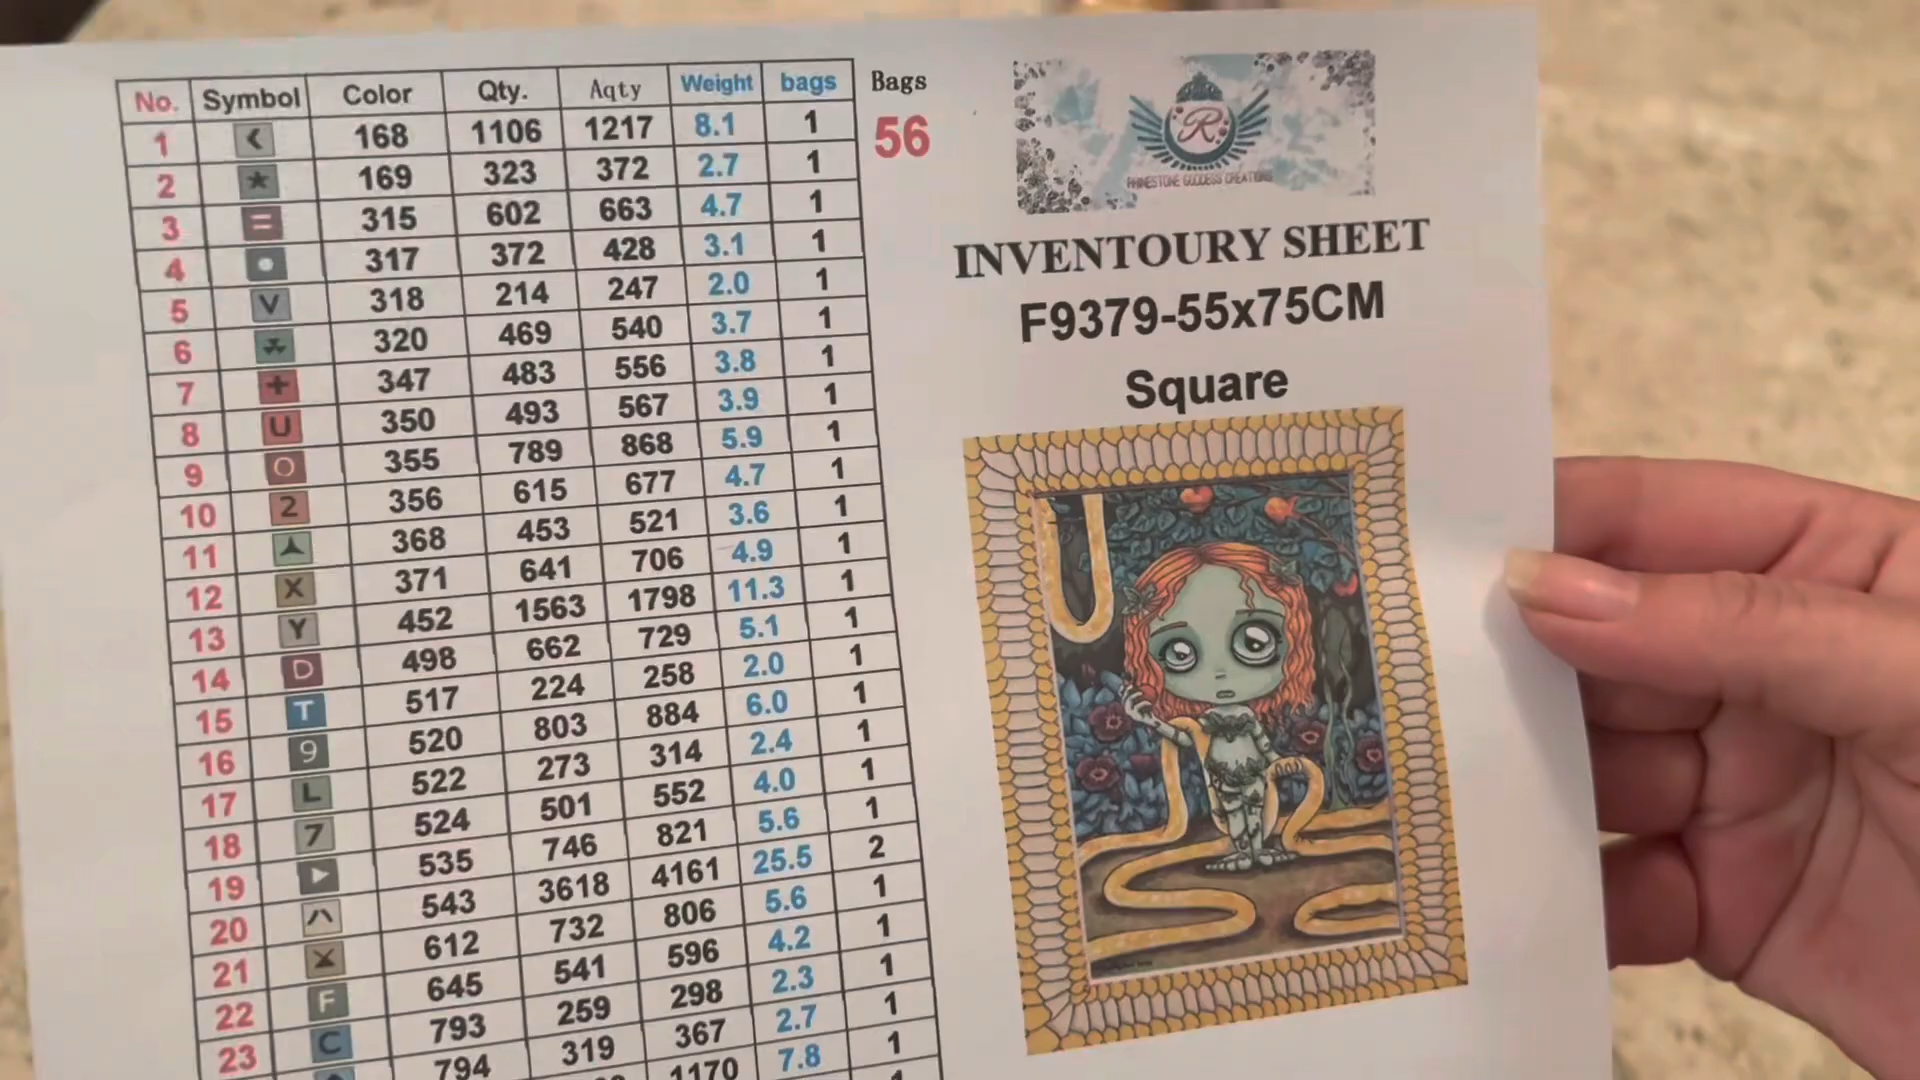 No. Symbol Color Qty. Aqty Weight bags
1 < 168 1106 1217 8.1 1
2 ★ 169 323 372 2.7 1
3 = 315 602 663 4.7 1
4 ● 317 372 428 3.1 1
5 V 318 214 247 2.0 1
6 320 469 540 3.7 1
7 + 347 483 556 3.8 1
8 U 350 493 567 3.9 1
9 O 355 789 868 5.9 1
10 2 356 615 677 4.7 1
11 368 453 521 3.6 1
12 X 371 641 706 4.9 1
13 Y 452 1563 1798 11.3 1
14 D 498 662 729 5.1 1
15 T 517 224 258 2.0 1
16 9 520 803 884 6.0 1
17 L 522 273 314 2.4 1
18 7 524 501 552 4.0 1
19 ▶ 535 746 821 5.6 1
20 543 3618 4161 25.5 2
21 612 732 806 5.6 1
22 F 645 541 596 4.2 1
23 C 793 259 298 2.3 1
794 319 367 2.7 1
1170 7.8 1
Bags
56
R
RHINESTONE GODDESS CREATIONS
INVENTOURY SHEET
F9379-55x75CM
Square